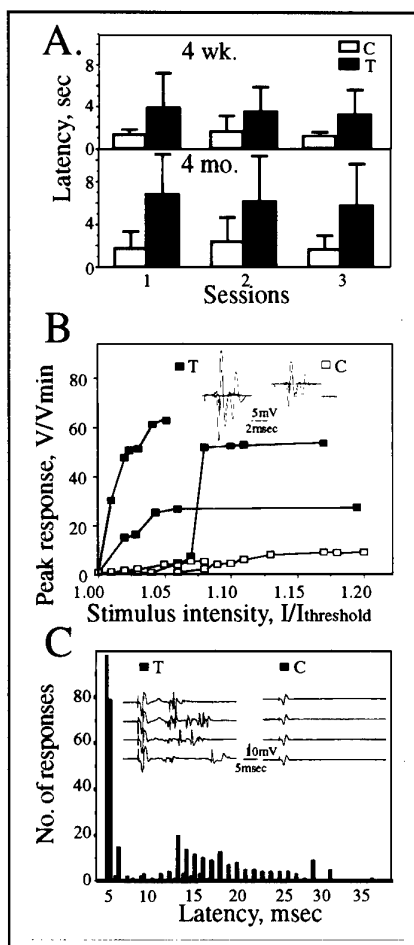 A.
4 wk.
C
T
8
4
0
Latency, sec
4 mo.
8
4
0
1 2 3
Sessions
B
T C
80
60
40
20
0
Peak response, V/Vmin
5mV
2msec
1.00 1.05 1.10 1.15 1.20
Stimulus intensity, I/Ithreshold
C
T C
80
60
40
20
0
No. of responses
10mV
5msec
5 10 15 20 25 30 35
Latency, msec